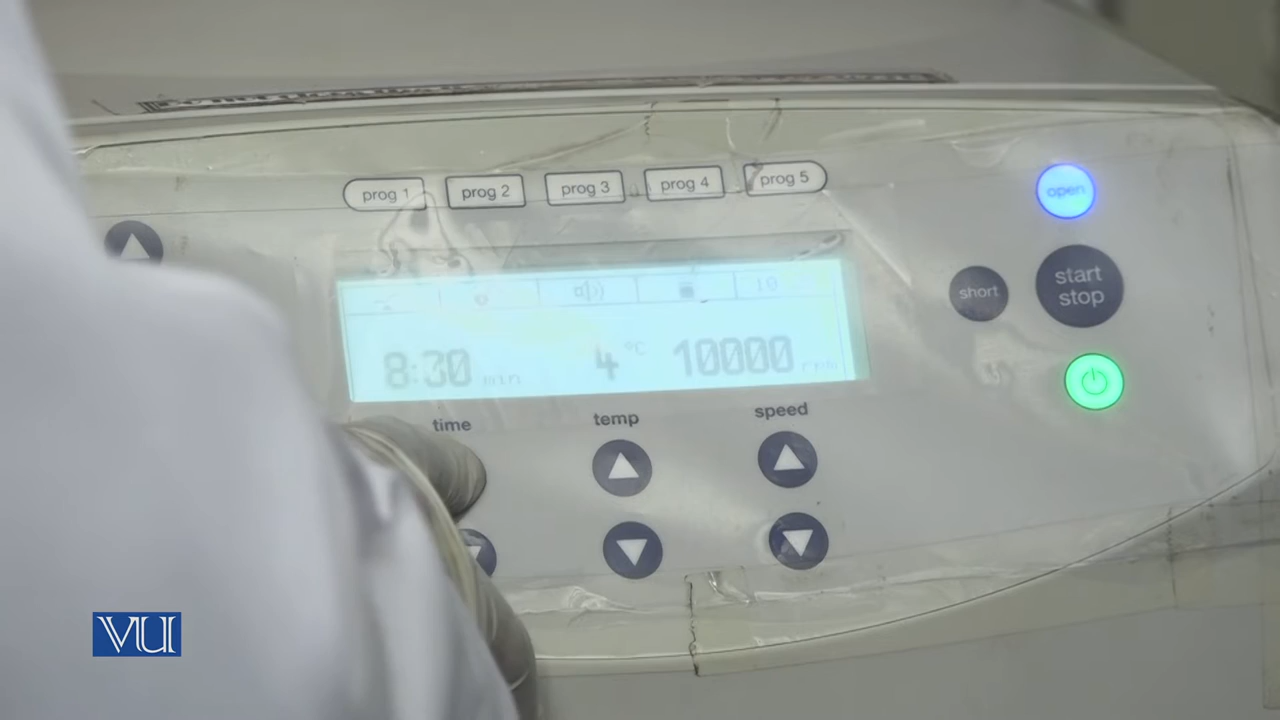 prog 1 prog 2 prog 3 prog 4 prog 5
open
10
short
start
stop
8:30 min 4 °C 10000 rpm
time temp speed
VU